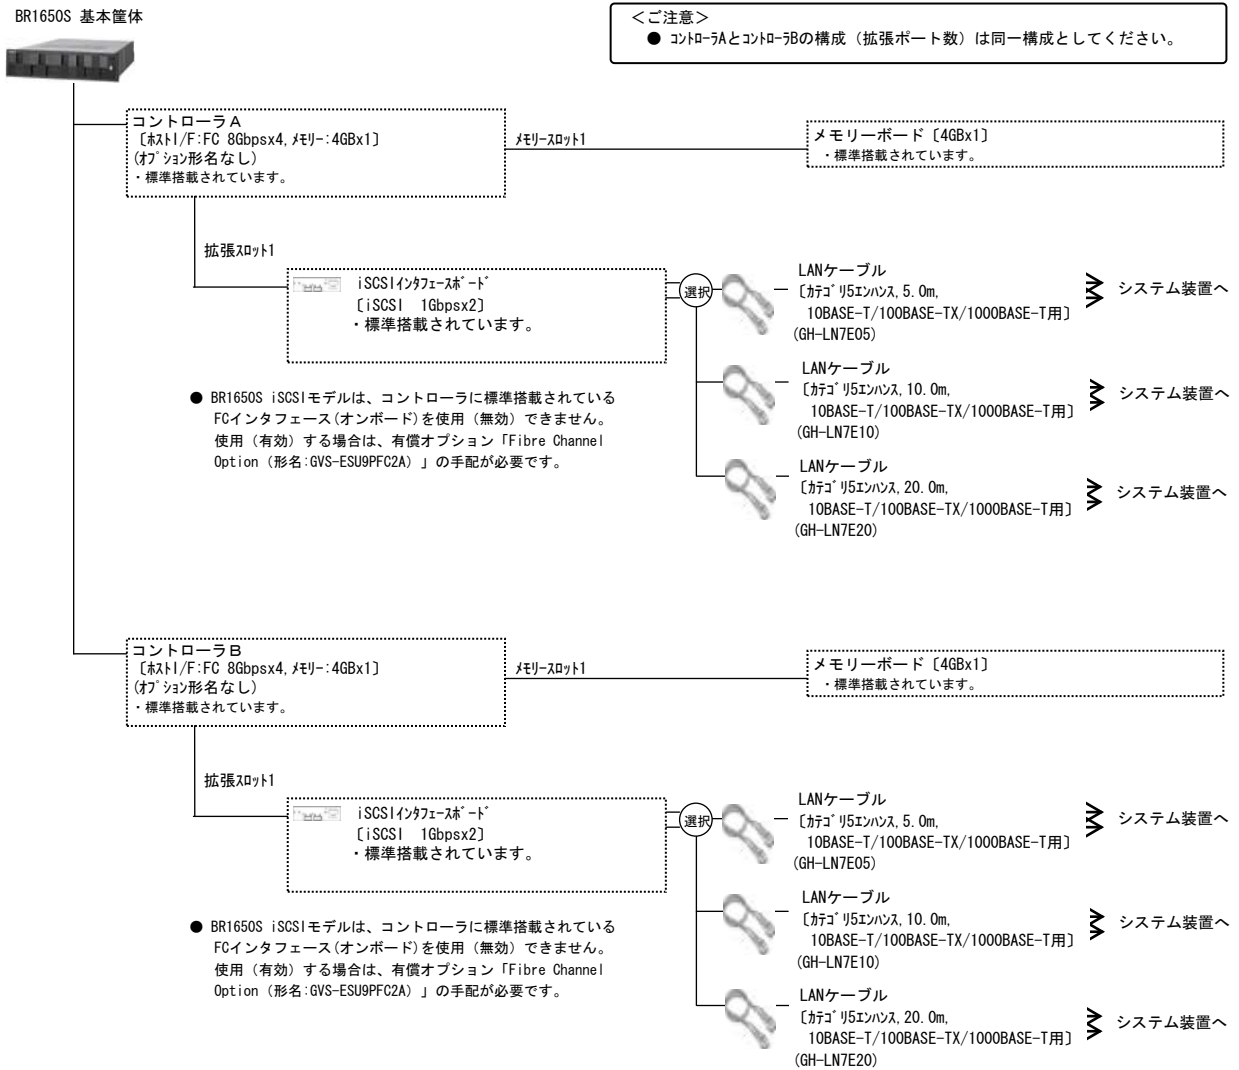 BR1650S 基本筐体
＜ご注意＞
● ｺﾝﾄﾛｰﾗAとｺﾝﾄﾛｰﾗBの構成（拡張ポート数）は同一構成としてください。
コントローラＡ
〔ﾎｽﾄI/F:FC 8Gbpsx4,ﾒﾓﾘｰ:4GBx1〕
(ｵﾌﾟｼｮﾝ形名なし)
・標準搭載されています。
ﾒﾓﾘｰｽﾛｯﾄ1
メモリーボード〔4GBx1〕
・標準搭載されています。
拡張ｽﾛｯﾄ1
iSCSIｲﾝﾀﾌｪｰｽﾎﾞｰﾄﾞ
〔iSCSI 1Gbpsx2〕
・標準搭載されています。
選択
LANケーブル
〔ｶﾃｺﾞﾘ5ｴﾝﾊﾝｽ,5.0m,
10BASE-T/100BASE-TX/1000BASE-T用〕
(GH-LN7E05)
システム装置へ
LANケーブル
〔ｶﾃｺﾞﾘ5ｴﾝﾊﾝｽ,10.0m,
10BASE-T/100BASE-TX/1000BASE-T用〕
(GH-LN7E10)
システム装置へ
LANケーブル
〔ｶﾃｺﾞﾘ5ｴﾝﾊﾝｽ,20.0m,
10BASE-T/100BASE-TX/1000BASE-T用〕
(GH-LN7E20)
システム装置へ
● BR1650S iSCSIモデルは、コントローラに標準搭載されている
FCインタフェース(オンボード)を使用（無効）できません。
使用（有効）する場合は、有償オプション「Fibre Channel
Option（形名:GVS-ESU9PFC2A）」の手配が必要です。
コントローラＢ
〔ﾎｽﾄI/F:FC 8Gbpsx4,ﾒﾓﾘｰ:4GBx1〕
(ｵﾌﾟｼｮﾝ形名なし)
・標準搭載されています。
ﾒﾓﾘｰｽﾛｯﾄ1
メモリーボード〔4GBx1〕
・標準搭載されています。
拡張ｽﾛｯﾄ1
iSCSIｲﾝﾀﾌｪｰｽﾎﾞｰﾄﾞ
〔iSCSI 1Gbpsx2〕
・標準搭載されています。
選択
LANケーブル
〔ｶﾃｺﾞﾘ5ｴﾝﾊﾝｽ,5.0m,
10BASE-T/100BASE-TX/1000BASE-T用〕
(GH-LN7E05)
システム装置へ
LANケーブル
〔ｶﾃｺﾞﾘ5ｴﾝﾊﾝｽ,10.0m,
10BASE-T/100BASE-TX/1000BASE-T用〕
(GH-LN7E10)
システム装置へ
LANケーブル
〔ｶﾃｺﾞﾘ5ｴﾝﾊﾝｽ,20.0m,
10BASE-T/100BASE-TX/1000BASE-T用〕
(GH-LN7E20)
システム装置へ
● BR1650S iSCSIモデルは、コントローラに標準搭載されている
FCインタフェース(オンボード)を使用（無効）できません。
使用（有効）する場合は、有償オプション「Fibre Channel
Option（形名:GVS-ESU9PFC2A）」の手配が必要です。